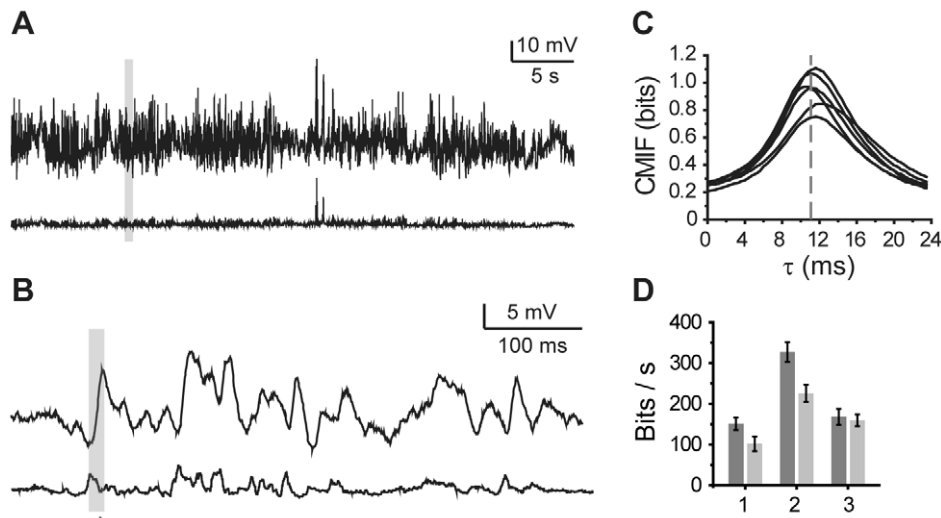 A
10 mV
5 s
C
CMIF (bits)
1.2
1.0
0.8
0.6
0.4
0.2
0
0 4 8 12 16 20 24
τ (ms)
B
5 mV
100 ms
D
Bits / s
400
300
200
100
0
1 2 3